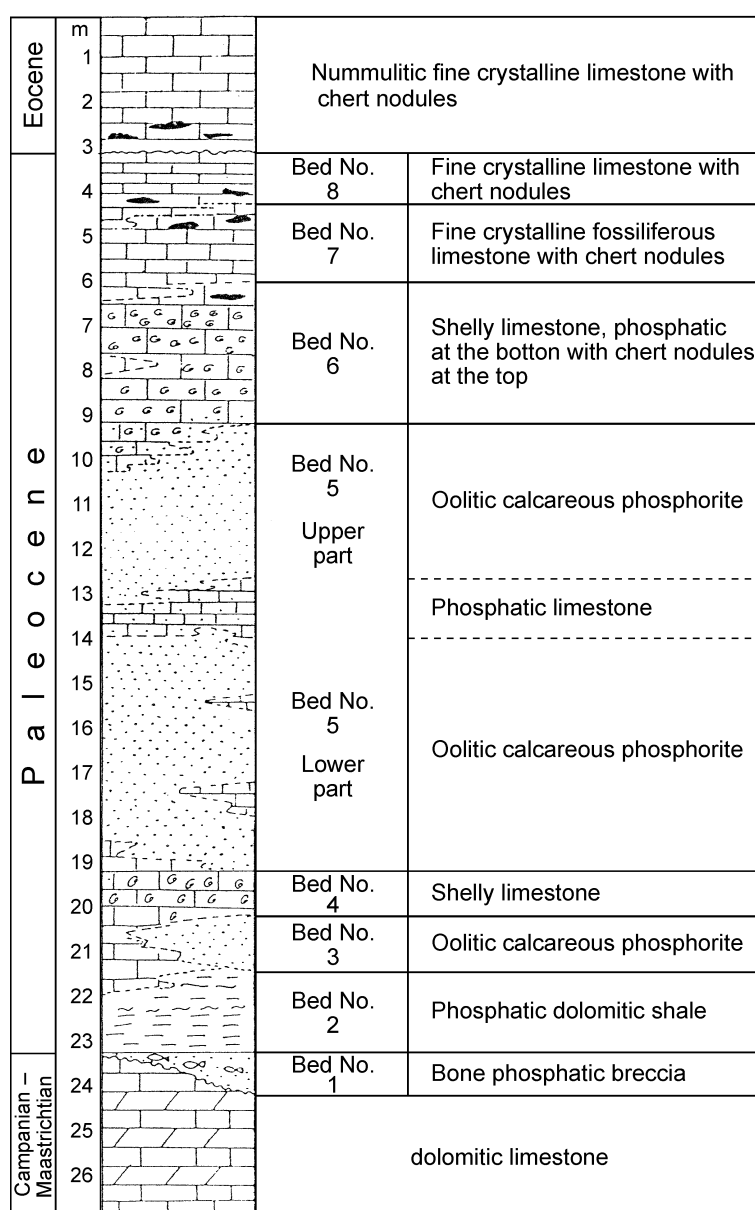 Eocene
Paleocene
Campanian –
Maastrichtian
m
1
2
3
4
5
6
7
8
9
10
11
12
13
14
15
16
17
18
19
20
21
22
23
24
25
26
Nummulitic fine crystalline limestone with
chert nodules
Bed No.
8
Fine crystalline limestone with
chert nodules
Bed No.
7
Fine crystalline fossiliferous
limestone with chert nodules
Bed No.
6
Shelly limestone, phosphatic
at the botton with chert nodules
at the top
Bed No.
5
Upper
part
Oolitic calcareous phosphorite
Phosphatic limestone
Bed No.
5
Lower
part
Oolitic calcareous phosphorite
Bed No.
4
Shelly limestone
Bed No.
3
Oolitic calcareous phosphorite
Bed No.
2
Phosphatic dolomitic shale
Bed No.
1
Bone phosphatic breccia
dolomitic limestone